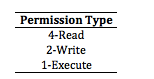 Permission Type
4-Read
2-Write
1-Execute